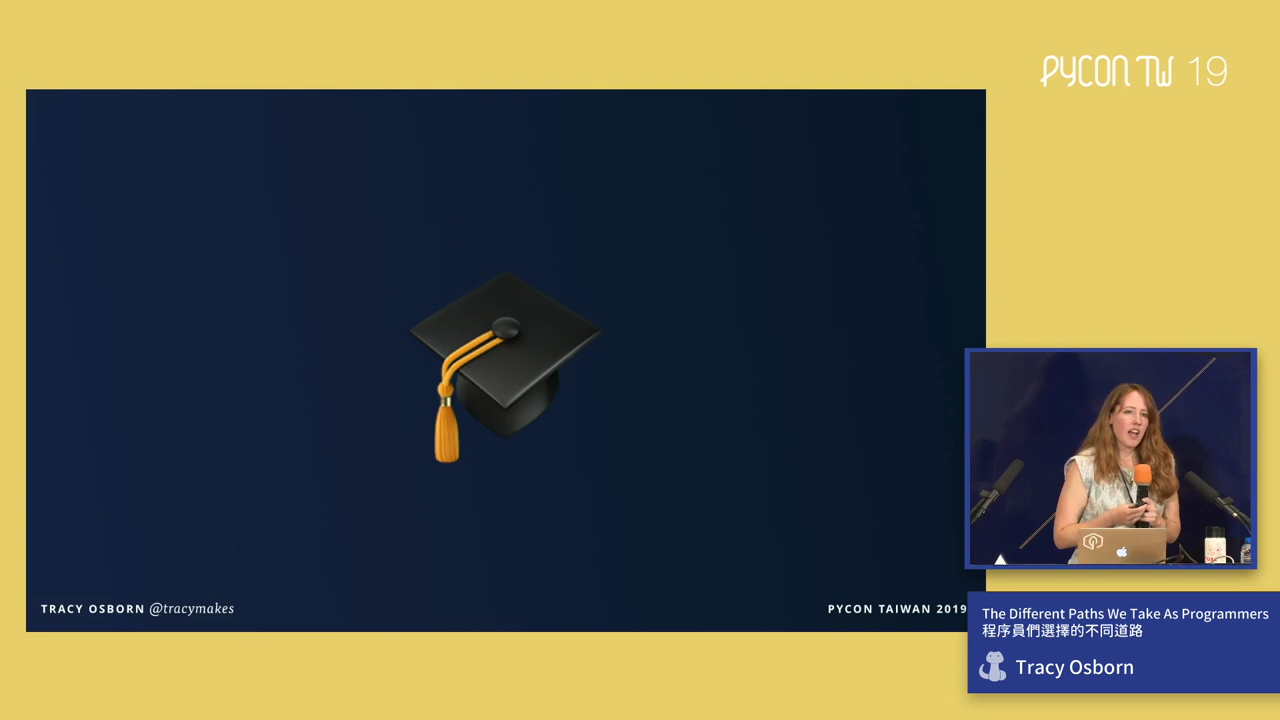 PYCON TW 19
TRACY OSBORN @tracymakes
PYCON TAIWAN 2019
The Different Paths We Take As Programmers
程序員們選擇的不同道路
Tracy Osborn